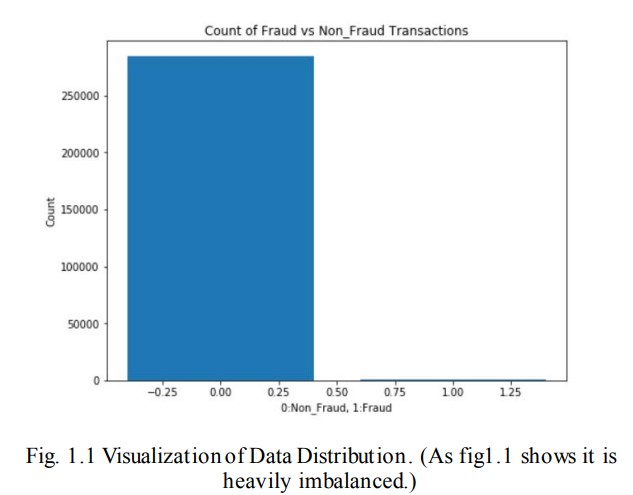 Count of Fraud vs Non_Fraud Transactions
250000
200000
150000
100000
50000
0
Count
−0.25 0.00 0.25 0.50 0.75 1.00 1.25
0:Non_Fraud, 1:Fraud
Fig. 1.1 Visualization of Data Distribution. (As fig1.1 shows it is
heavily imbalanced.)